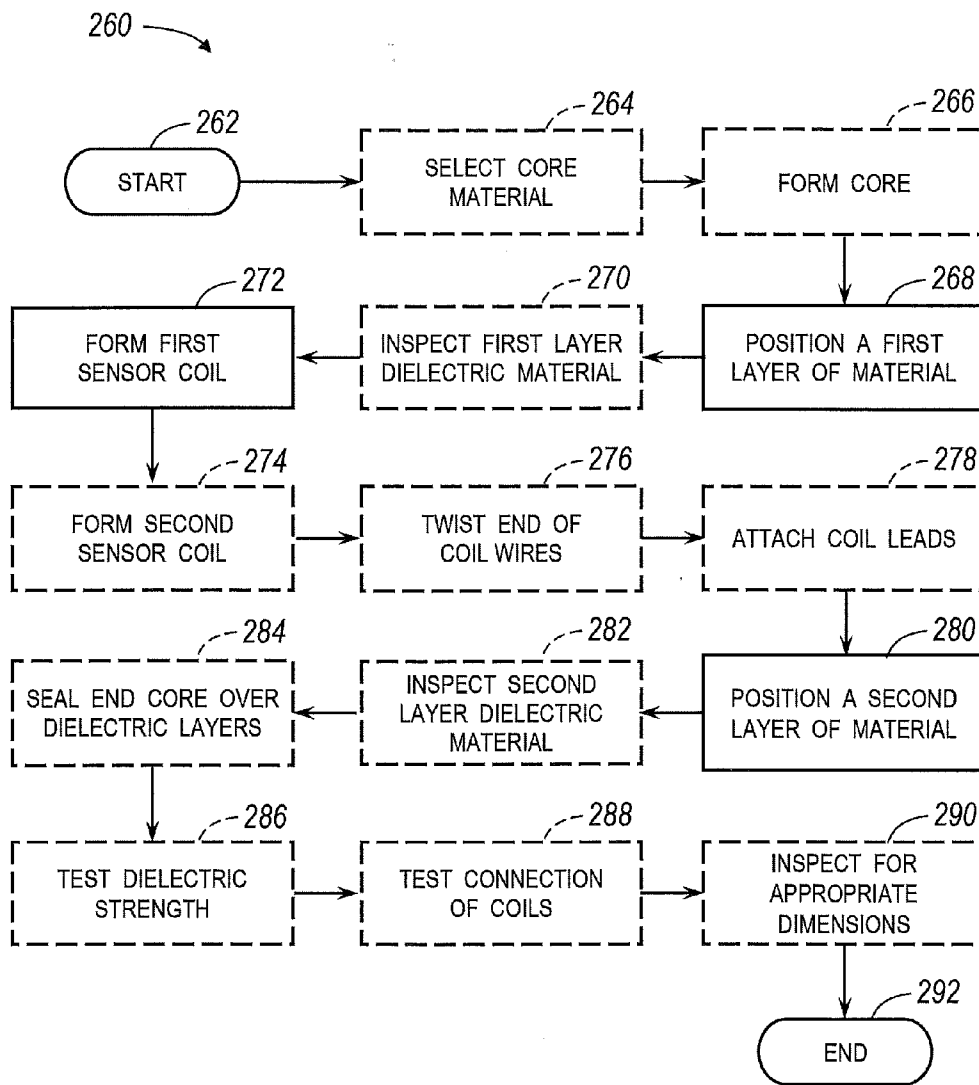 260
262
START
264
SELECT CORE
MATERIAL
266
FORM CORE
268
POSITION A FIRST
LAYER OF MATERIAL
270
INSPECT FIRST LAYER
DIELECTRIC MATERIAL
272
FORM FIRST
SENSOR COIL
274
FORM SECOND
SENSOR COIL
276
TWIST END OF
COIL WIRES
278
ATTACH COIL LEADS
280
POSITION A SECOND
LAYER OF MATERIAL
282
INSPECT SECOND
LAYER DIELECTRIC
MATERIAL
284
SEAL END CORE OVER
DIELECTRIC LAYERS
286
TEST DIELECTRIC
STRENGTH
288
TEST CONNECTION
OF COILS
290
INSPECT FOR
APPROPRIATE
DIMENSIONS
292
END